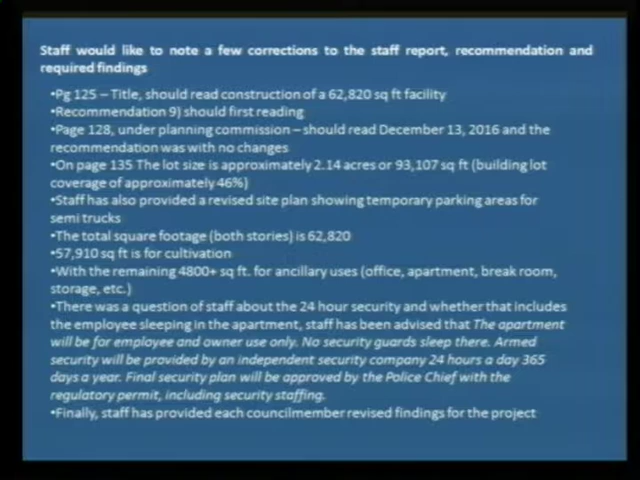 Staff would like to note a few corrections to the staff report, recommendation and
required findings
•Pg 125 – Title, should read construction of a 62,820 sq ft facility
•Recommendation 9) should first reading
•Page 128, under planning commission – should read December 13, 2016 and the
recommendation was with no changes
•On page 135 The lot size is approximately 2.14 acres or 93,107 sq ft (building lot
coverage of approximately 46%)
•Staff has also provided a revised site plan showing temporary parking areas for
semi trucks
•The total square footage (both stories) is 62,820
•57,910 sq ft is for cultivation
•With the remaining 4800+ sq ft. for ancillary uses (office, apartment, break room,
storage, etc.)
•There was a question of staff about the 24 hour security and whether that includes
the employee sleeping in the apartment, staff has been advised that The apartment
will be for employee and owner use only. No security guards sleep there. Armed
security will be provided by an independent security company 24 hours a day 365
days a year. Final security plan will be approved by the Police Chief with the
regulatory permit, including security staffing.
•Finally, staff has provided each councilmember revised findings for the project